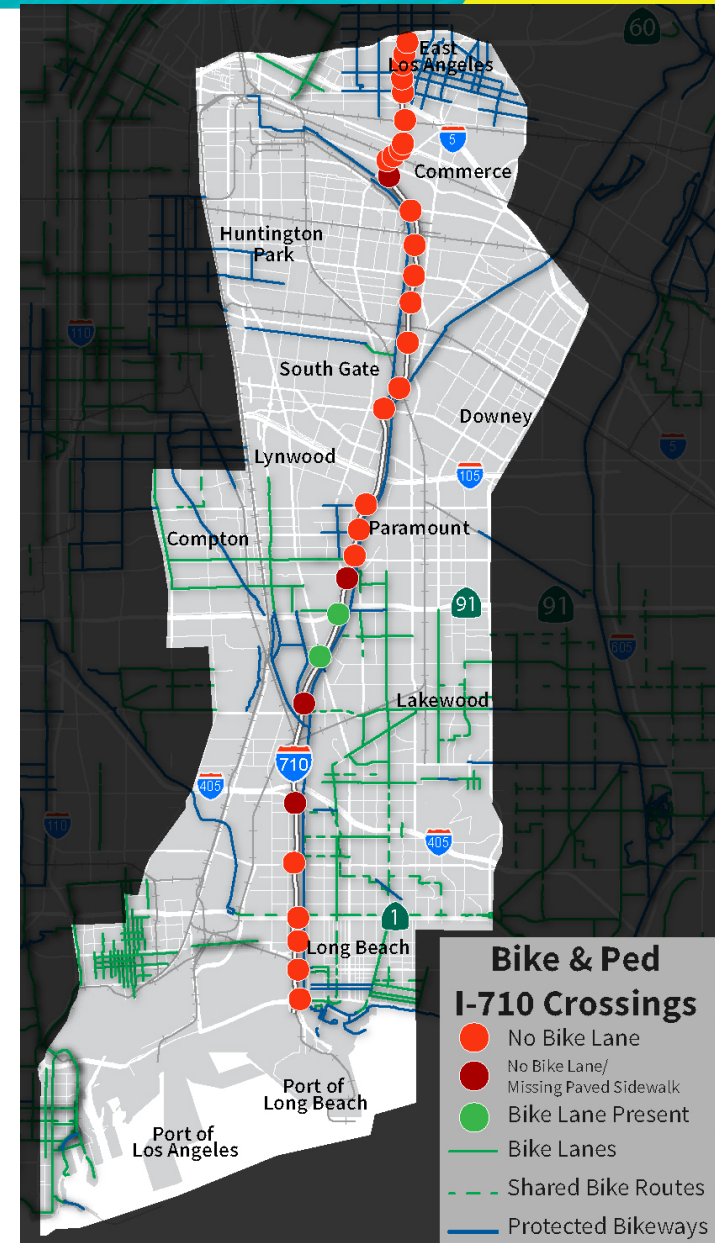 60
East
Los Angeles
5
Commerce
Huntington
Park
110
South Gate
Downey
5
Lynwood
105
Compton
Paramount
91
91
605
Lakewood
710
405
110
405
1
Long Beach
Port of
Long Beach
Port of
Los Angeles
Bike & Ped
I-710 Crossings
No Bike Lane
No Bike Lane/
Missing Paved Sidewalk
Bike Lane Present
Bike Lanes
Shared Bike Routes
Protected Bikeways